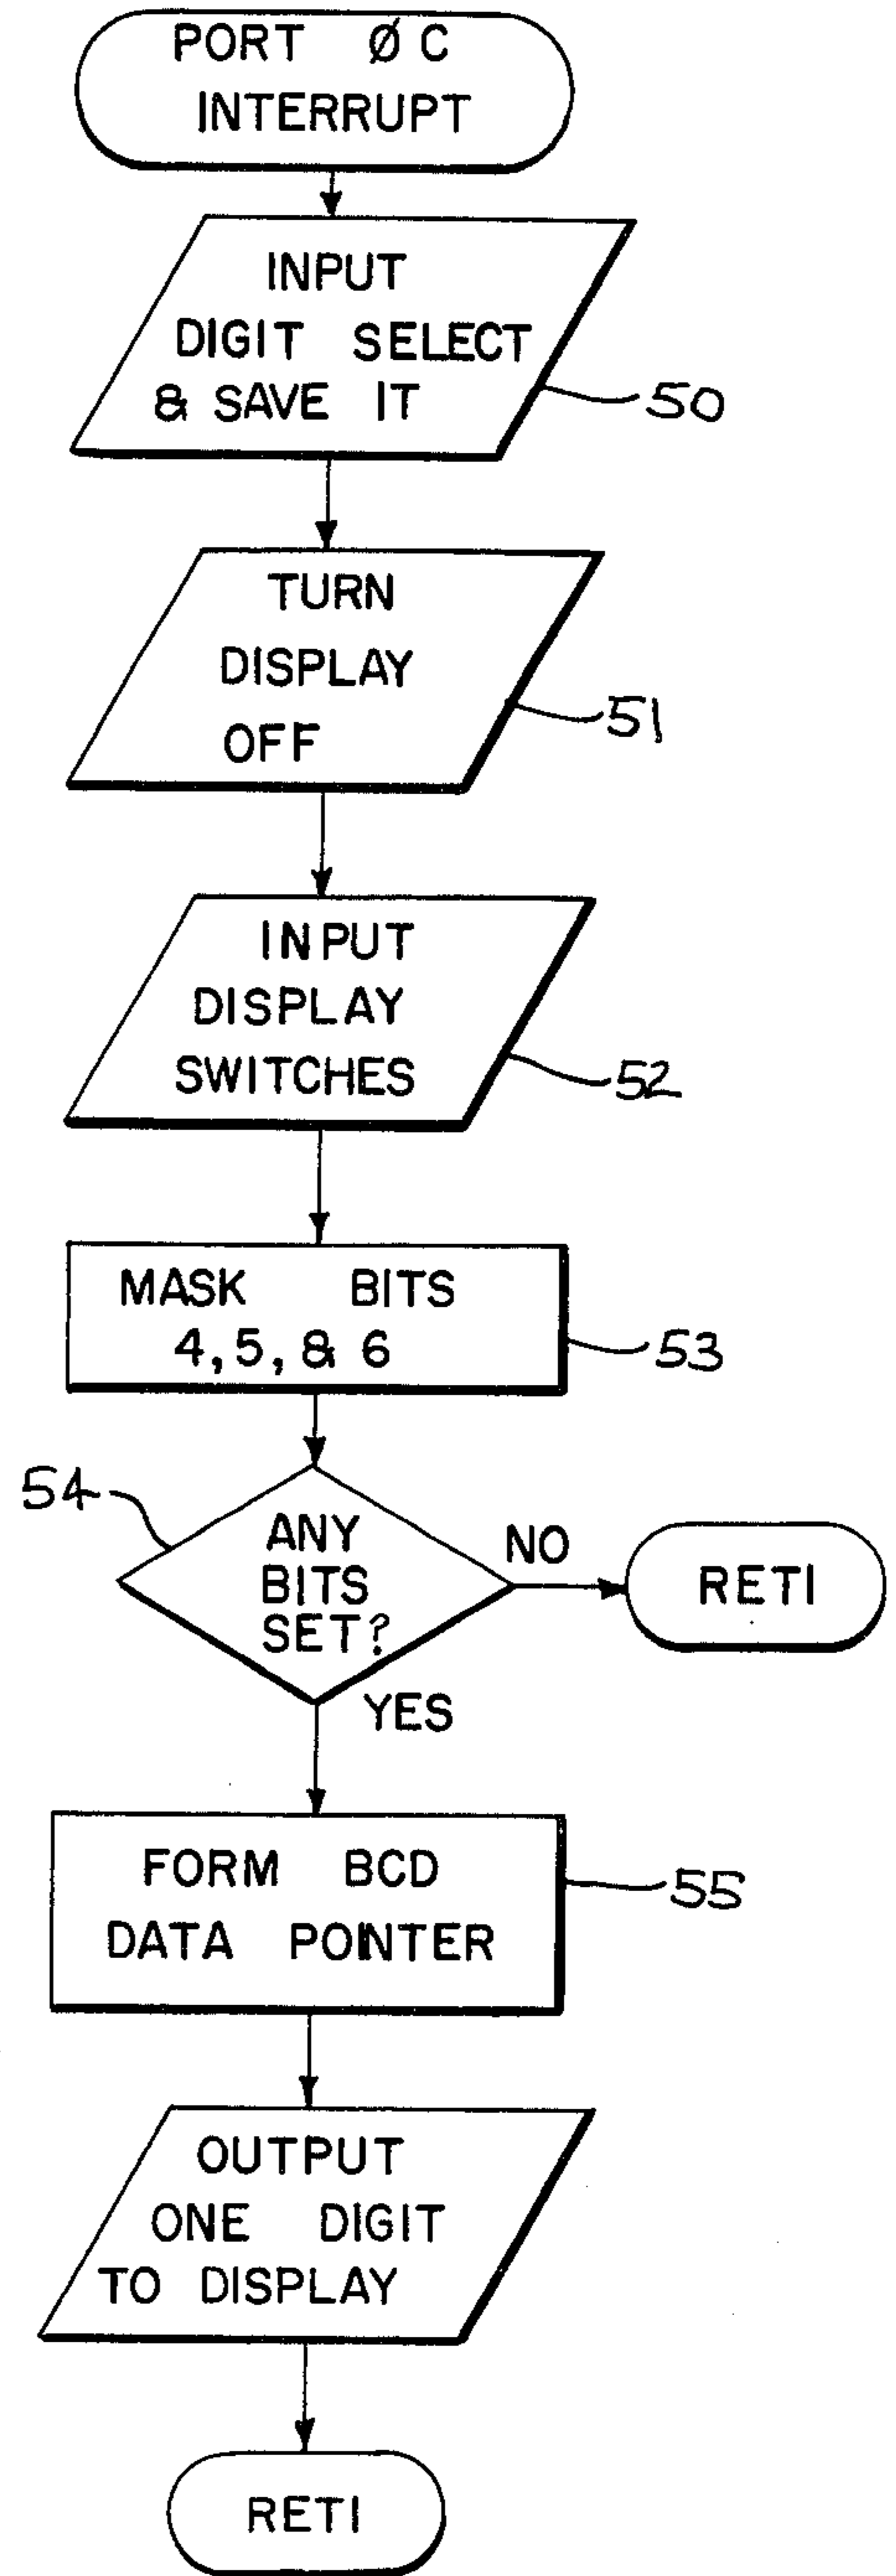 PORT ØC
INTERRUPT
INPUT
DIGIT SELECT
& SAVE IT
50
TURN
DISPLAY
OFF
51
INPUT
DISPLAY
SWITCHES
52
MASK BITS
4, 5, & 6
53
54
ANY
BITS
SET?
NO
RETI
YES
FORM BCD
DATA POINTER
55
OUTPUT
ONE DIGIT
TO DISPLAY
RETI